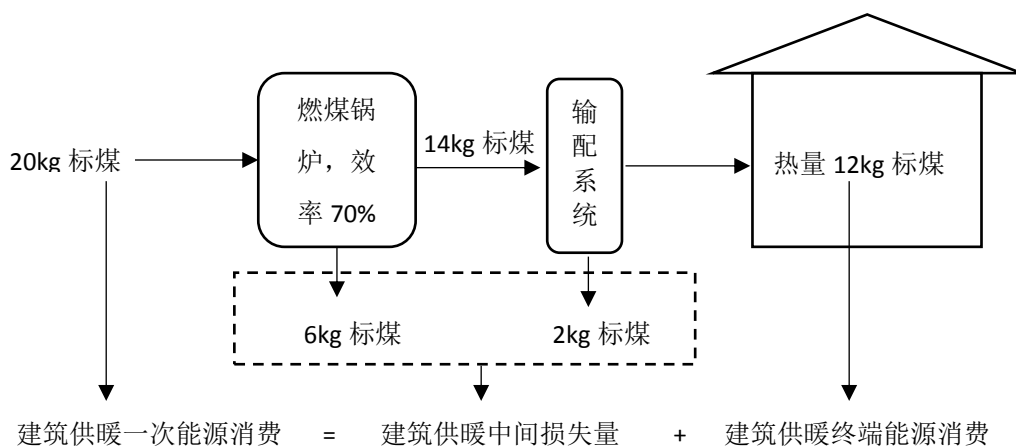 20kg 标煤
燃煤锅
炉，效
率 70%
14kg 标煤
输
配
系
统
热量 12kg 标煤
6kg 标煤
2kg 标煤
建筑供暖一次能源消费 = 建筑供暖中间损失量 + 建筑供暖终端能源消费